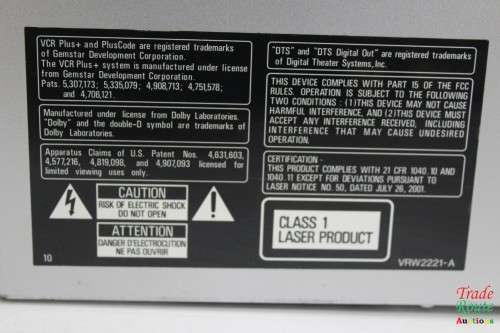 VCR Plus+ and PlusCode are registered trademarks
of Gemstar Development Corporation.
The VCR Plus+ system is manufactured under license
from Gemstar Development Corporation.
Pats. 5,307,173; 5,335,079; 4,908,713; 4,751,578;
and 4,706,121.
Manufactured under license from Dolby Laboratories.
"Dolby" and the double-D symbol are trademarks of
Dolby Laboratories.
Apparatus Claims of U.S. Patent Nos. 4,631,603,
4,577,216, 4,819,098, and 4,907,093 licensed for
limited viewing uses only.
CAUTION
RISK OF ELECTRIC SHOCK
DO NOT OPEN
ATTENTION
DANGER D'ELECTROCUTION
NE PAS OUVRIR
10
"DTS" and "DTS Digital Out" are registered trademarks
of Digital Theater Systems, Inc.
THIS DEVICE COMPLIES WITH PART 15 OF THE FCC
RULES. OPERATION IS SUBJECT TO THE FOLLOWING
TWO CONDITIONS : (1)THIS DEVICE MAY NOT CAUSE
HARMFUL INTERFERENCE, AND (2)THIS DEVICE MUST
ACCEPT ANY INTERFERENCE RECEIVED, INCLUDING
INTERFERENCE THAT MAY CAUSE UNDESIRED
OPERATION.
CERTIFICATION -
THIS PRODUCT COMPLIES WITH 21 CFR 1040.10 AND
1040.11 EXCEPT FOR DEVIATIONS PURSUANT TO
LASER NOTICE NO. 50, DATED JULY 26, 2001.
CLASS 1
LASER PRODUCT
VRW2221-A
Trade
Route
Auctions